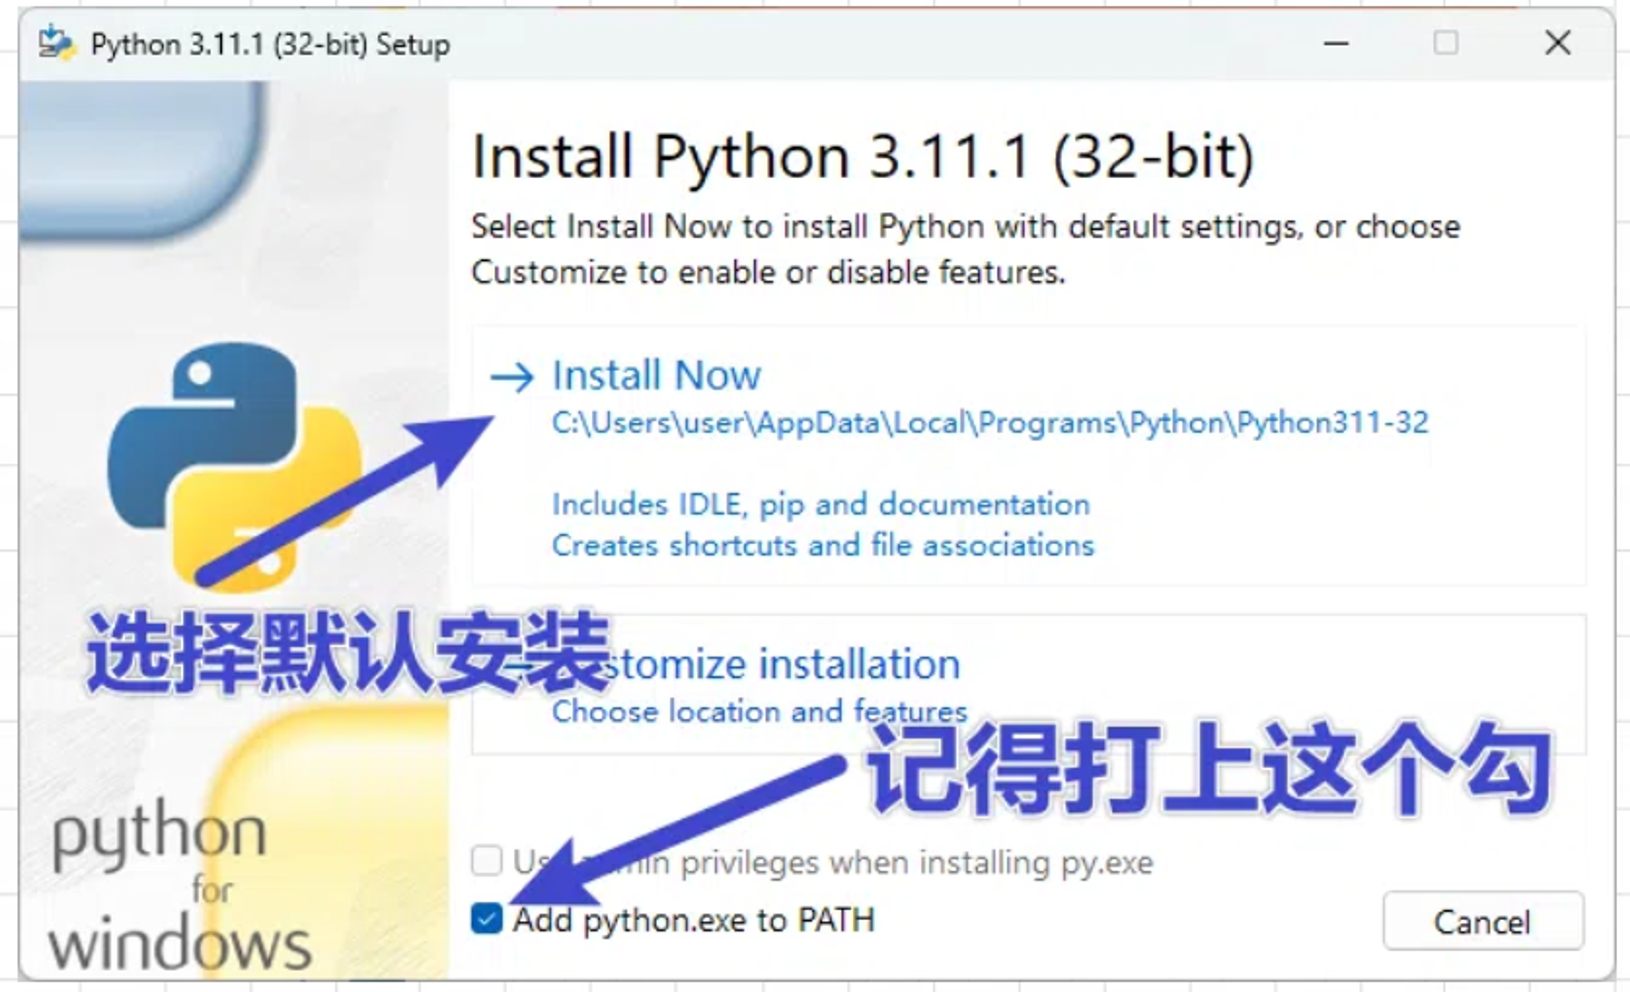 Python 3.11.1 (32-bit) Setup
Install Python 3.11.1 (32-bit)
Select Install Now to install Python with default settings, or choose
Customize to enable or disable features.
Install Now
C:\Users\user\AppData\Local\Programs\Python\Python311-32
Includes IDLE, pip and documentation
Creates shortcuts and file associations
选择默认安装
stomize installation
Choose location and features
记得打上这个勾
privileges when installing py.exe
Add python.exe to PATH
Cancel
python
for
windows